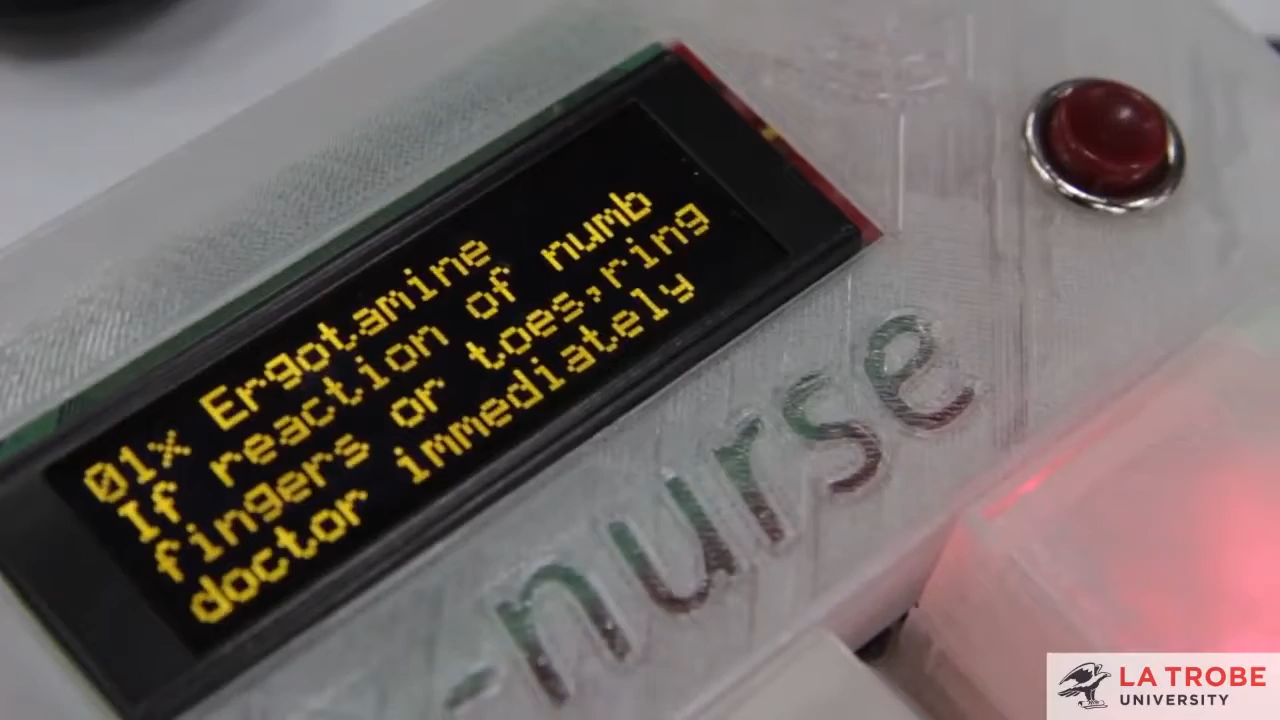 01x Ergotamine
If reaction of numb
fingers or toes,ring
doctor immediately
-nurse
LA TROBE
UNIVERSITY